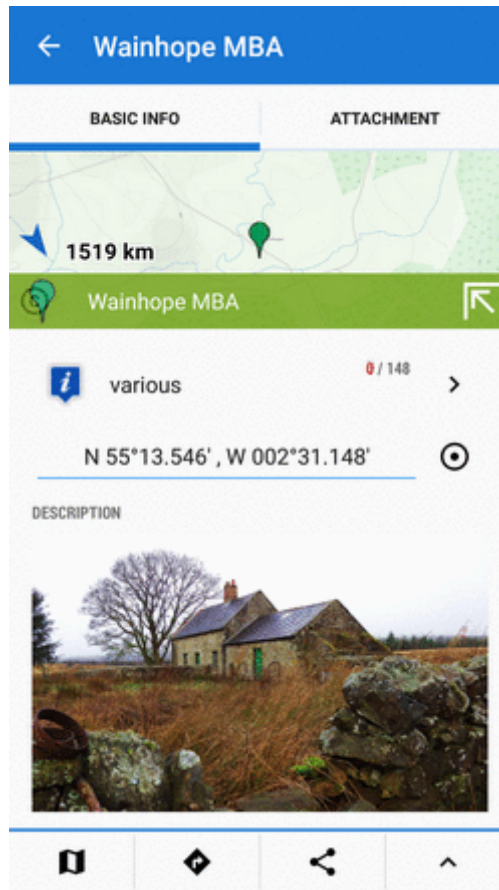 Wainhope MBA
BASIC INFO
ATTACHMENT
1519 km
Wainhope MBA
i
various
0 / 148
N 55°13.546' , W 002°31.148'
DESCRIPTION